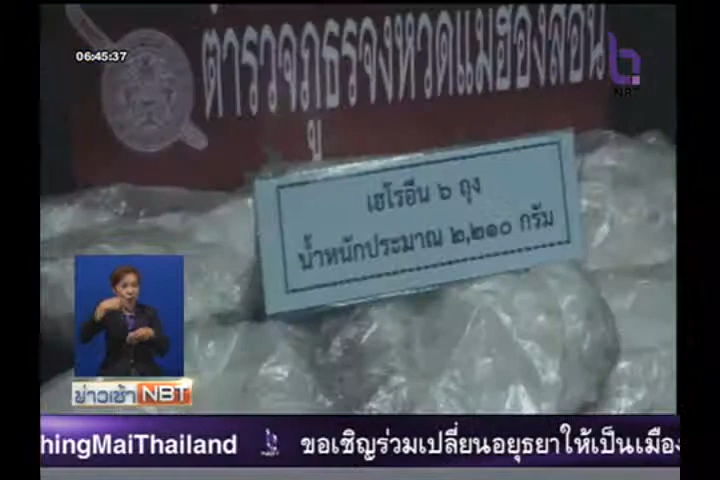 06:45:37
ตำรวจภูธรจังหวัดแม่ฮ่องสอน
NBT
เฮโรอีน ๖ ถุง
น้ำหนักประมาณ ๒,๒๑๐ กรัม
ข่าวเช้า NBT
hingMaiThailand ขอเชิญร่วมเปลี่ยนอยุธยาให้เป็นเมือง